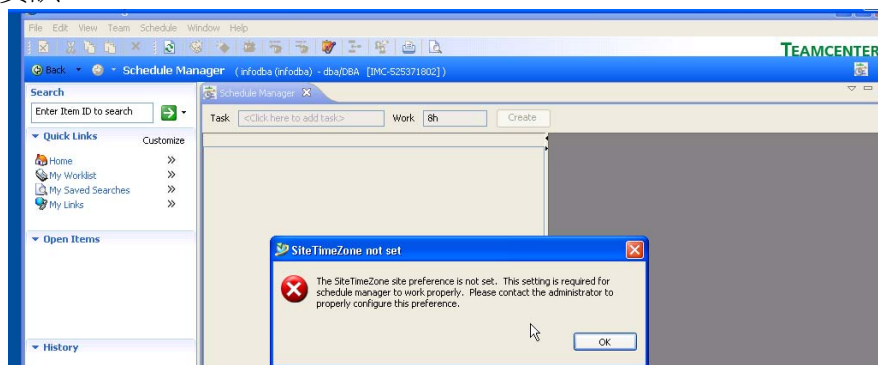 File Edit View Team Schedule Window Help
TEAMCENTER
Back Schedule Manager ( infodba (infodba) - dba/DBA [IMC-525371802] )
Search
Schedule Manager
Enter Item ID to search
Task <Click here to add task> Work 8h Create
Quick Links Customize
Home
My Worklist
My Saved Searches
My Links
Open Items
SiteTimeZone not set
The SiteTimeZone site preference is not set. This setting is required for
schedule manager to work properly. Please contact the administrator to
properly configure this preference.
OK
History